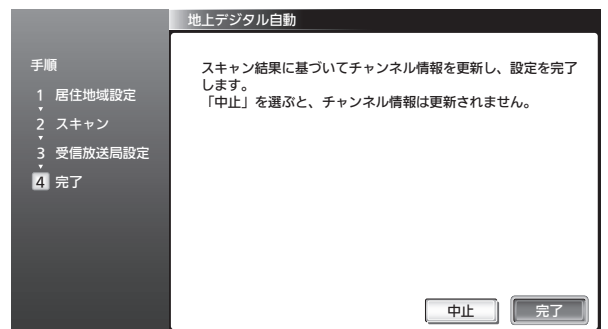 地上デジタル自動
手順
1 居住地域設定
2 スキャン
3 受信放送局設定
4 完了
スキャン結果に基づいてチャンネル情報を更新し、設定を完了
します。
「中止」を選ぶと、チャンネル情報は更新されません。
中止
完了